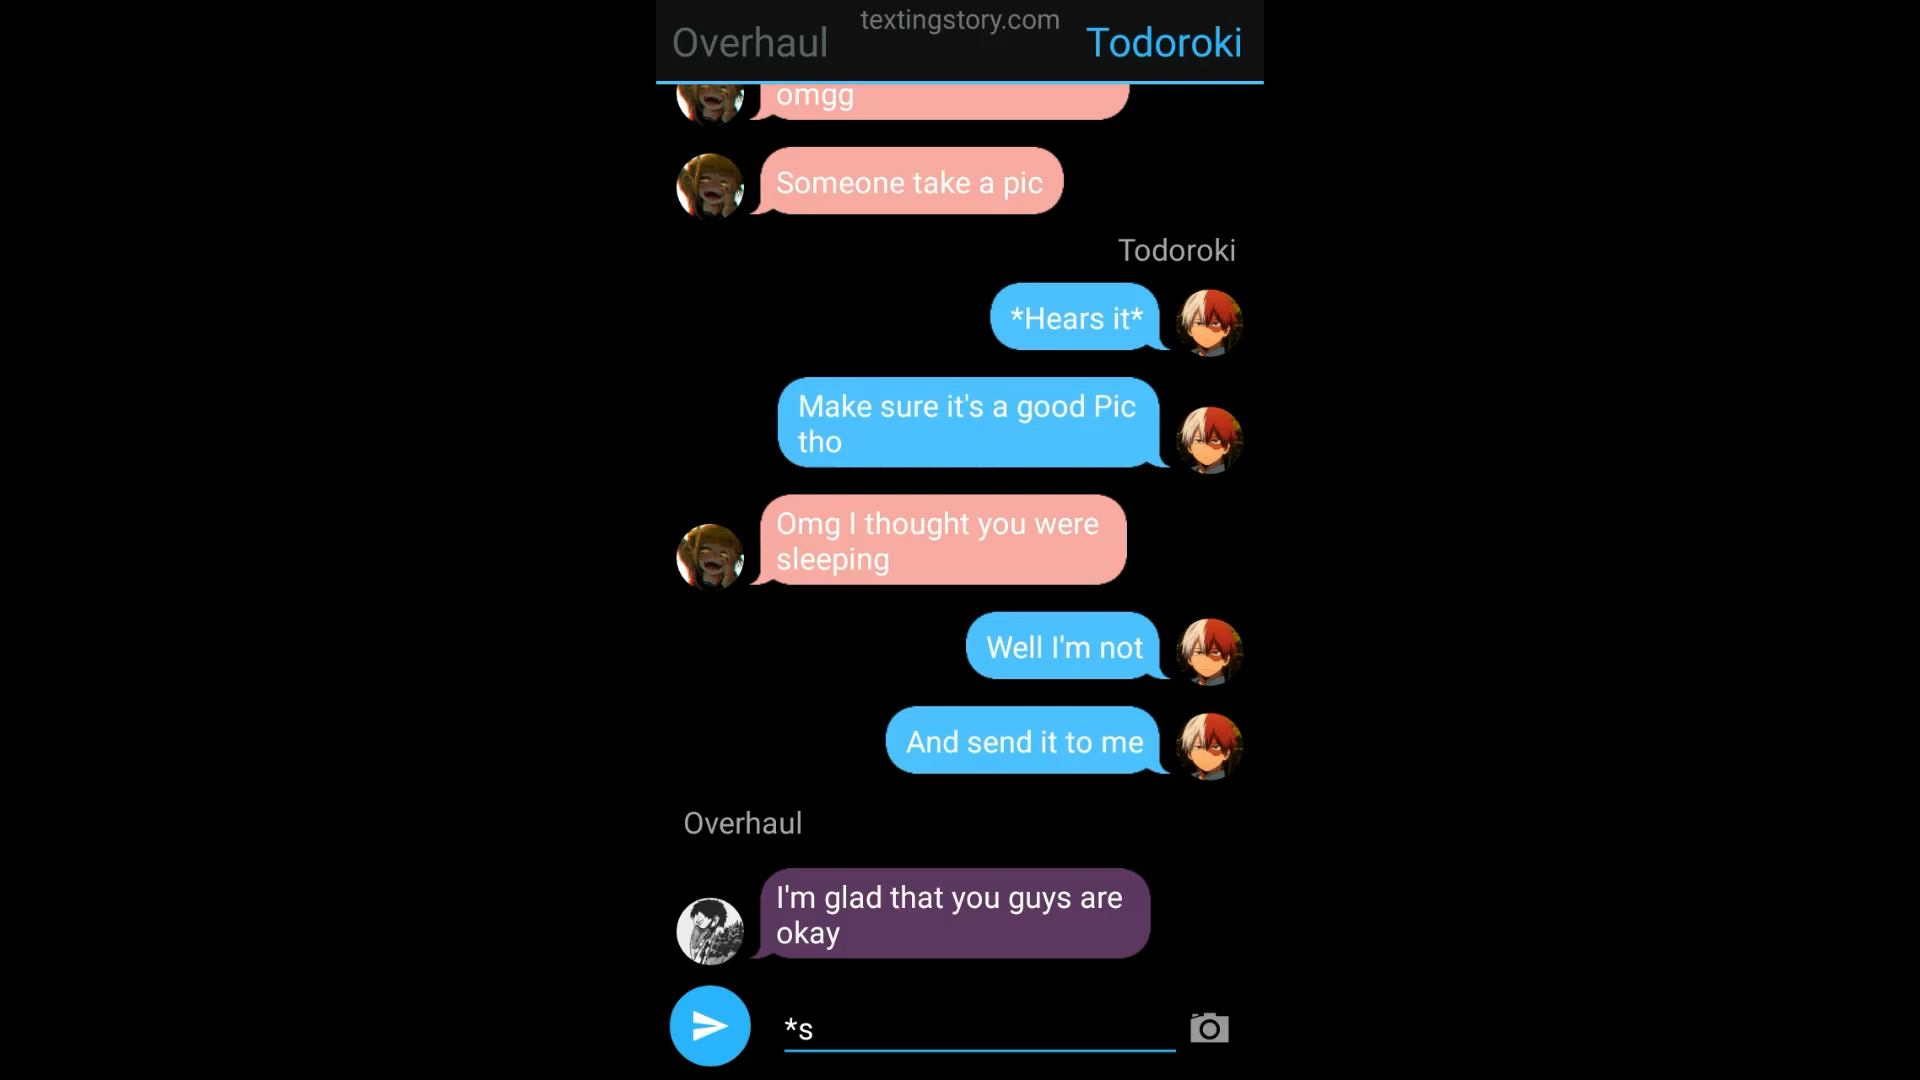 textingstory.com
Overhaul
Todoroki
omgg
Someone take a pic
Todoroki
*Hears it*
Make sure it's a good Pic
tho
Omg I thought you were
sleeping
Well I'm not
And send it to me
Overhaul
I'm glad that you guys are
okay
*s